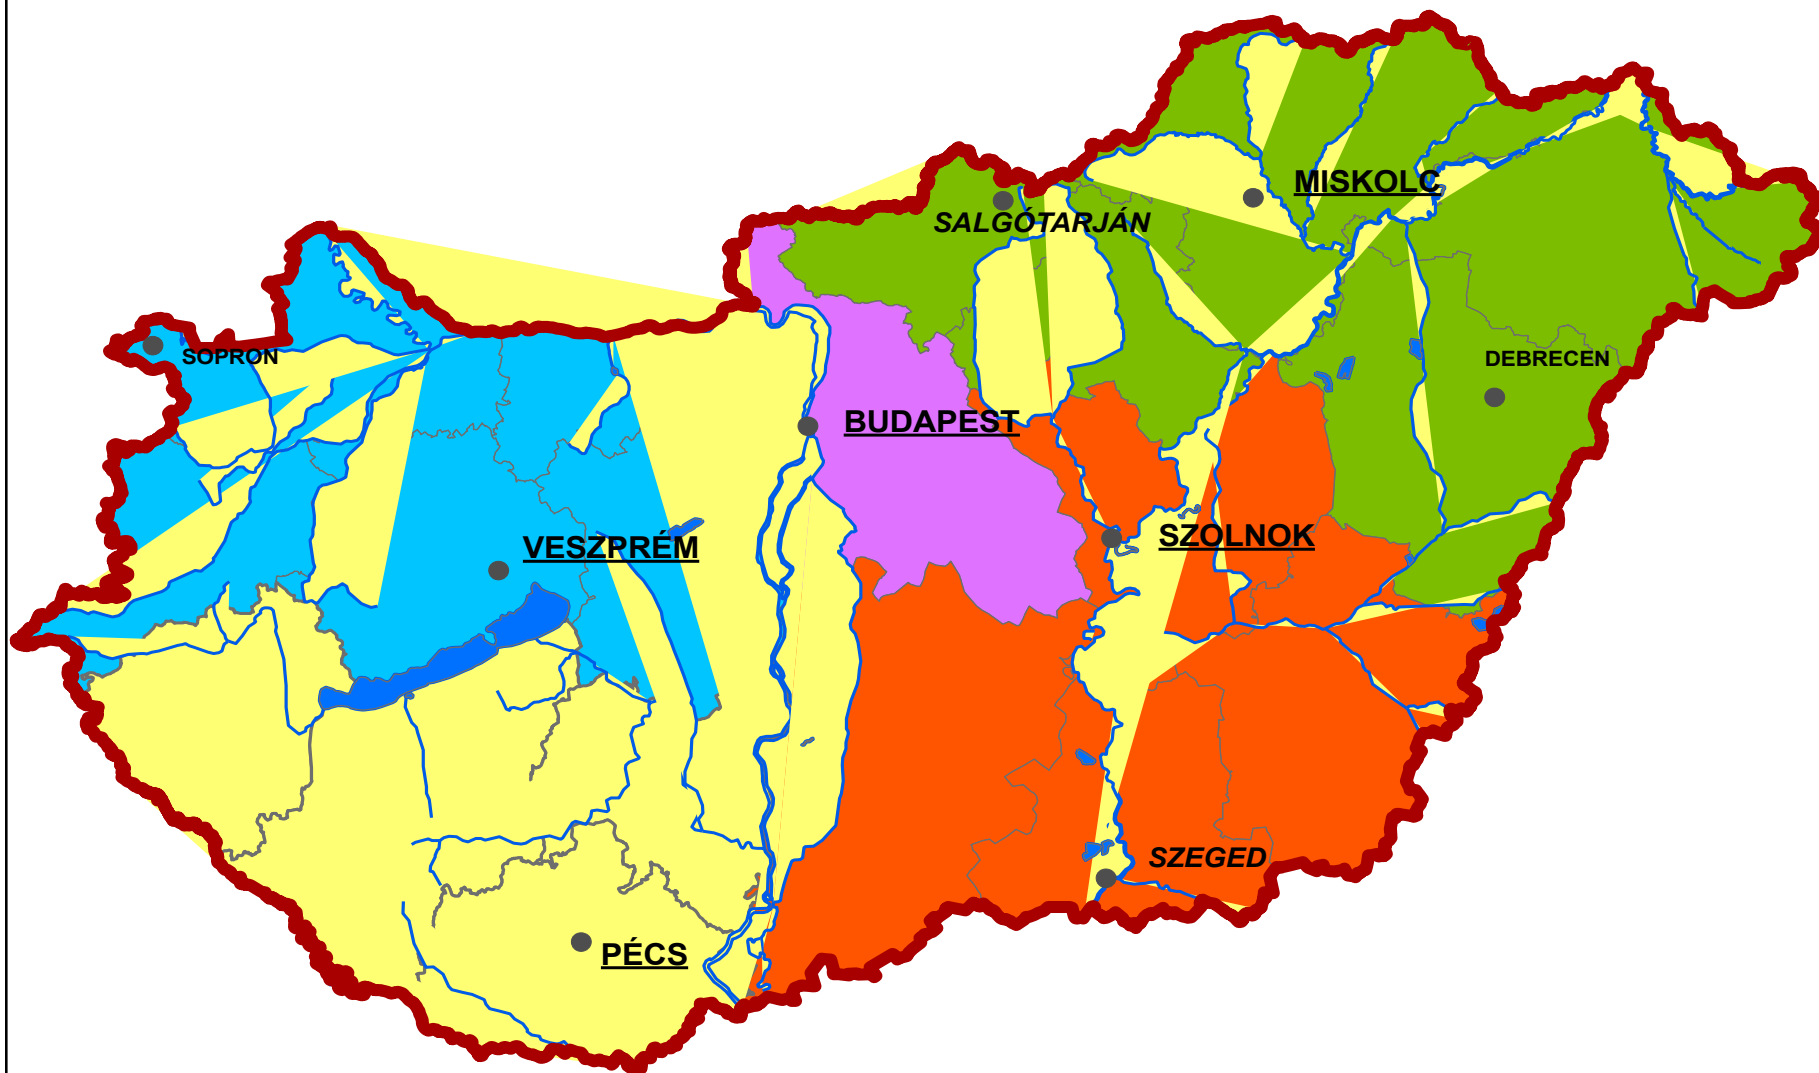 MISKOLC
SALGÓTARJÁN
SOPRON
DEBRECEN
BUDAPEST
VESZPRÉM
SZOLNOK
SZEGED
PÉCS